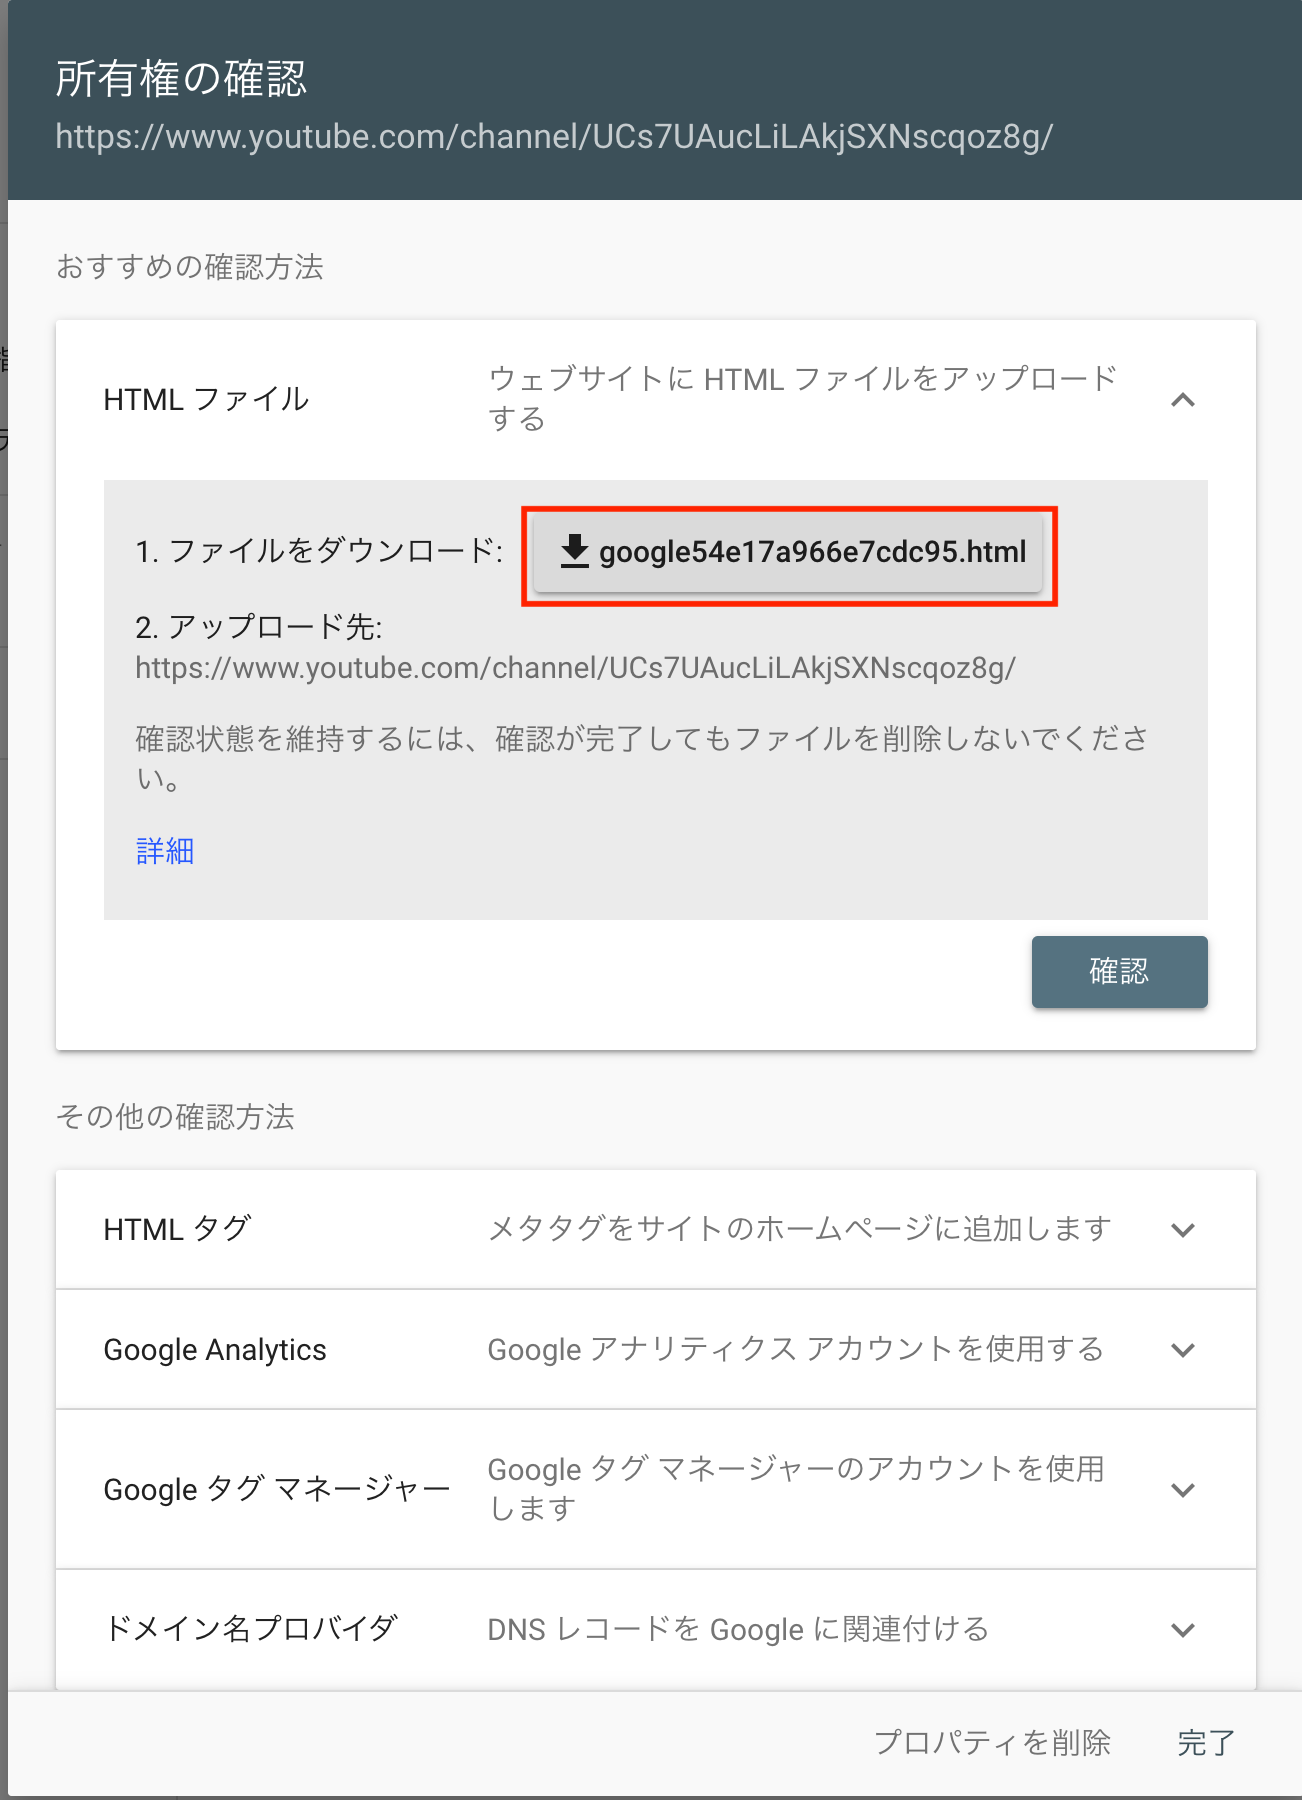 所有権の確認
https://www.youtube.com/channel/UCs7UAucLiLAkjSXNscqoz8g/
おすすめの確認方法
HTML ファイル
ウェブサイトに HTML ファイルをアップロード
する
1. ファイルをダウンロード:
google54e17a966e7cdc95.html
2. アップロード先:
https://www.youtube.com/channel/UCs7UAucLiLAkjSXNscqoz8g/
確認状態を維持するには、確認が完了してもファイルを削除しないでくださ
い。
詳細
確認
その他の確認方法
HTML タグ
メタタグをサイトのホームページに追加します
Google Analytics
Google アナリティクス アカウントを使用する
Google タグ マネージャー
Google タグ マネージャーのアカウントを使用
します
ドメイン名プロバイダ
DNS レコードを Google に関連付ける
プロパティを削除
完了